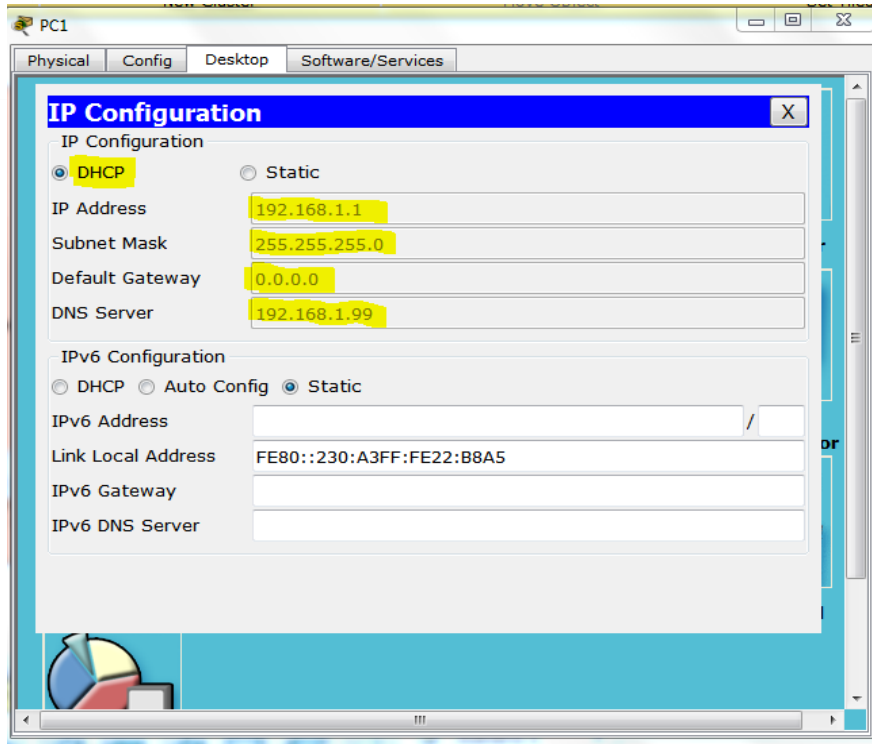 PC1
Physical Config Desktop Software/Services
IP Configuration X
IP Configuration
DHCP Static
IP Address 192.168.1.1
Subnet Mask 255.255.255.0
Default Gateway 0.0.0.0
DNS Server 192.168.1.99
IPv6 Configuration
DHCP Auto Config Static
IPv6 Address /
Link Local Address FE80::230:A3FF:FE22:B8A5
IPv6 Gateway
IPv6 DNS Server
or